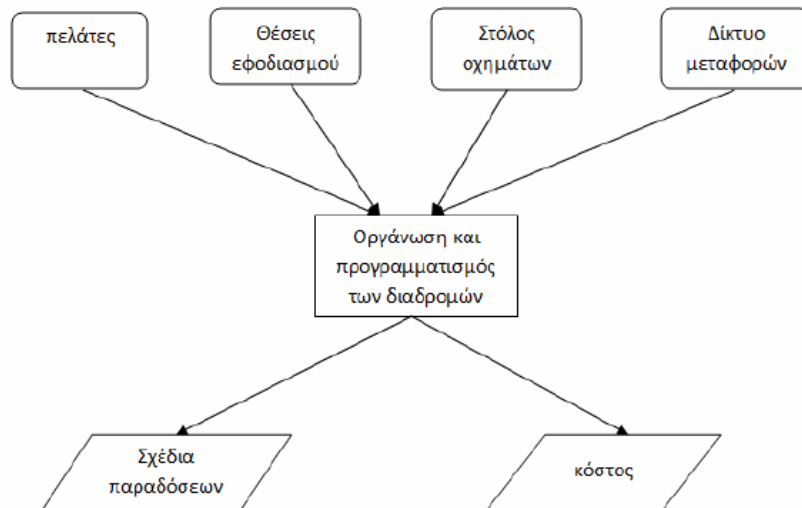 πελάτες
Θέσεις
εφοδιασμού
Στόλος
οχημάτων
Δίκτυο
μεταφορών
Οργάνωση και
προγραμματισμός
των διαδρομών
Σχέδια
παραδόσεων
κόστος